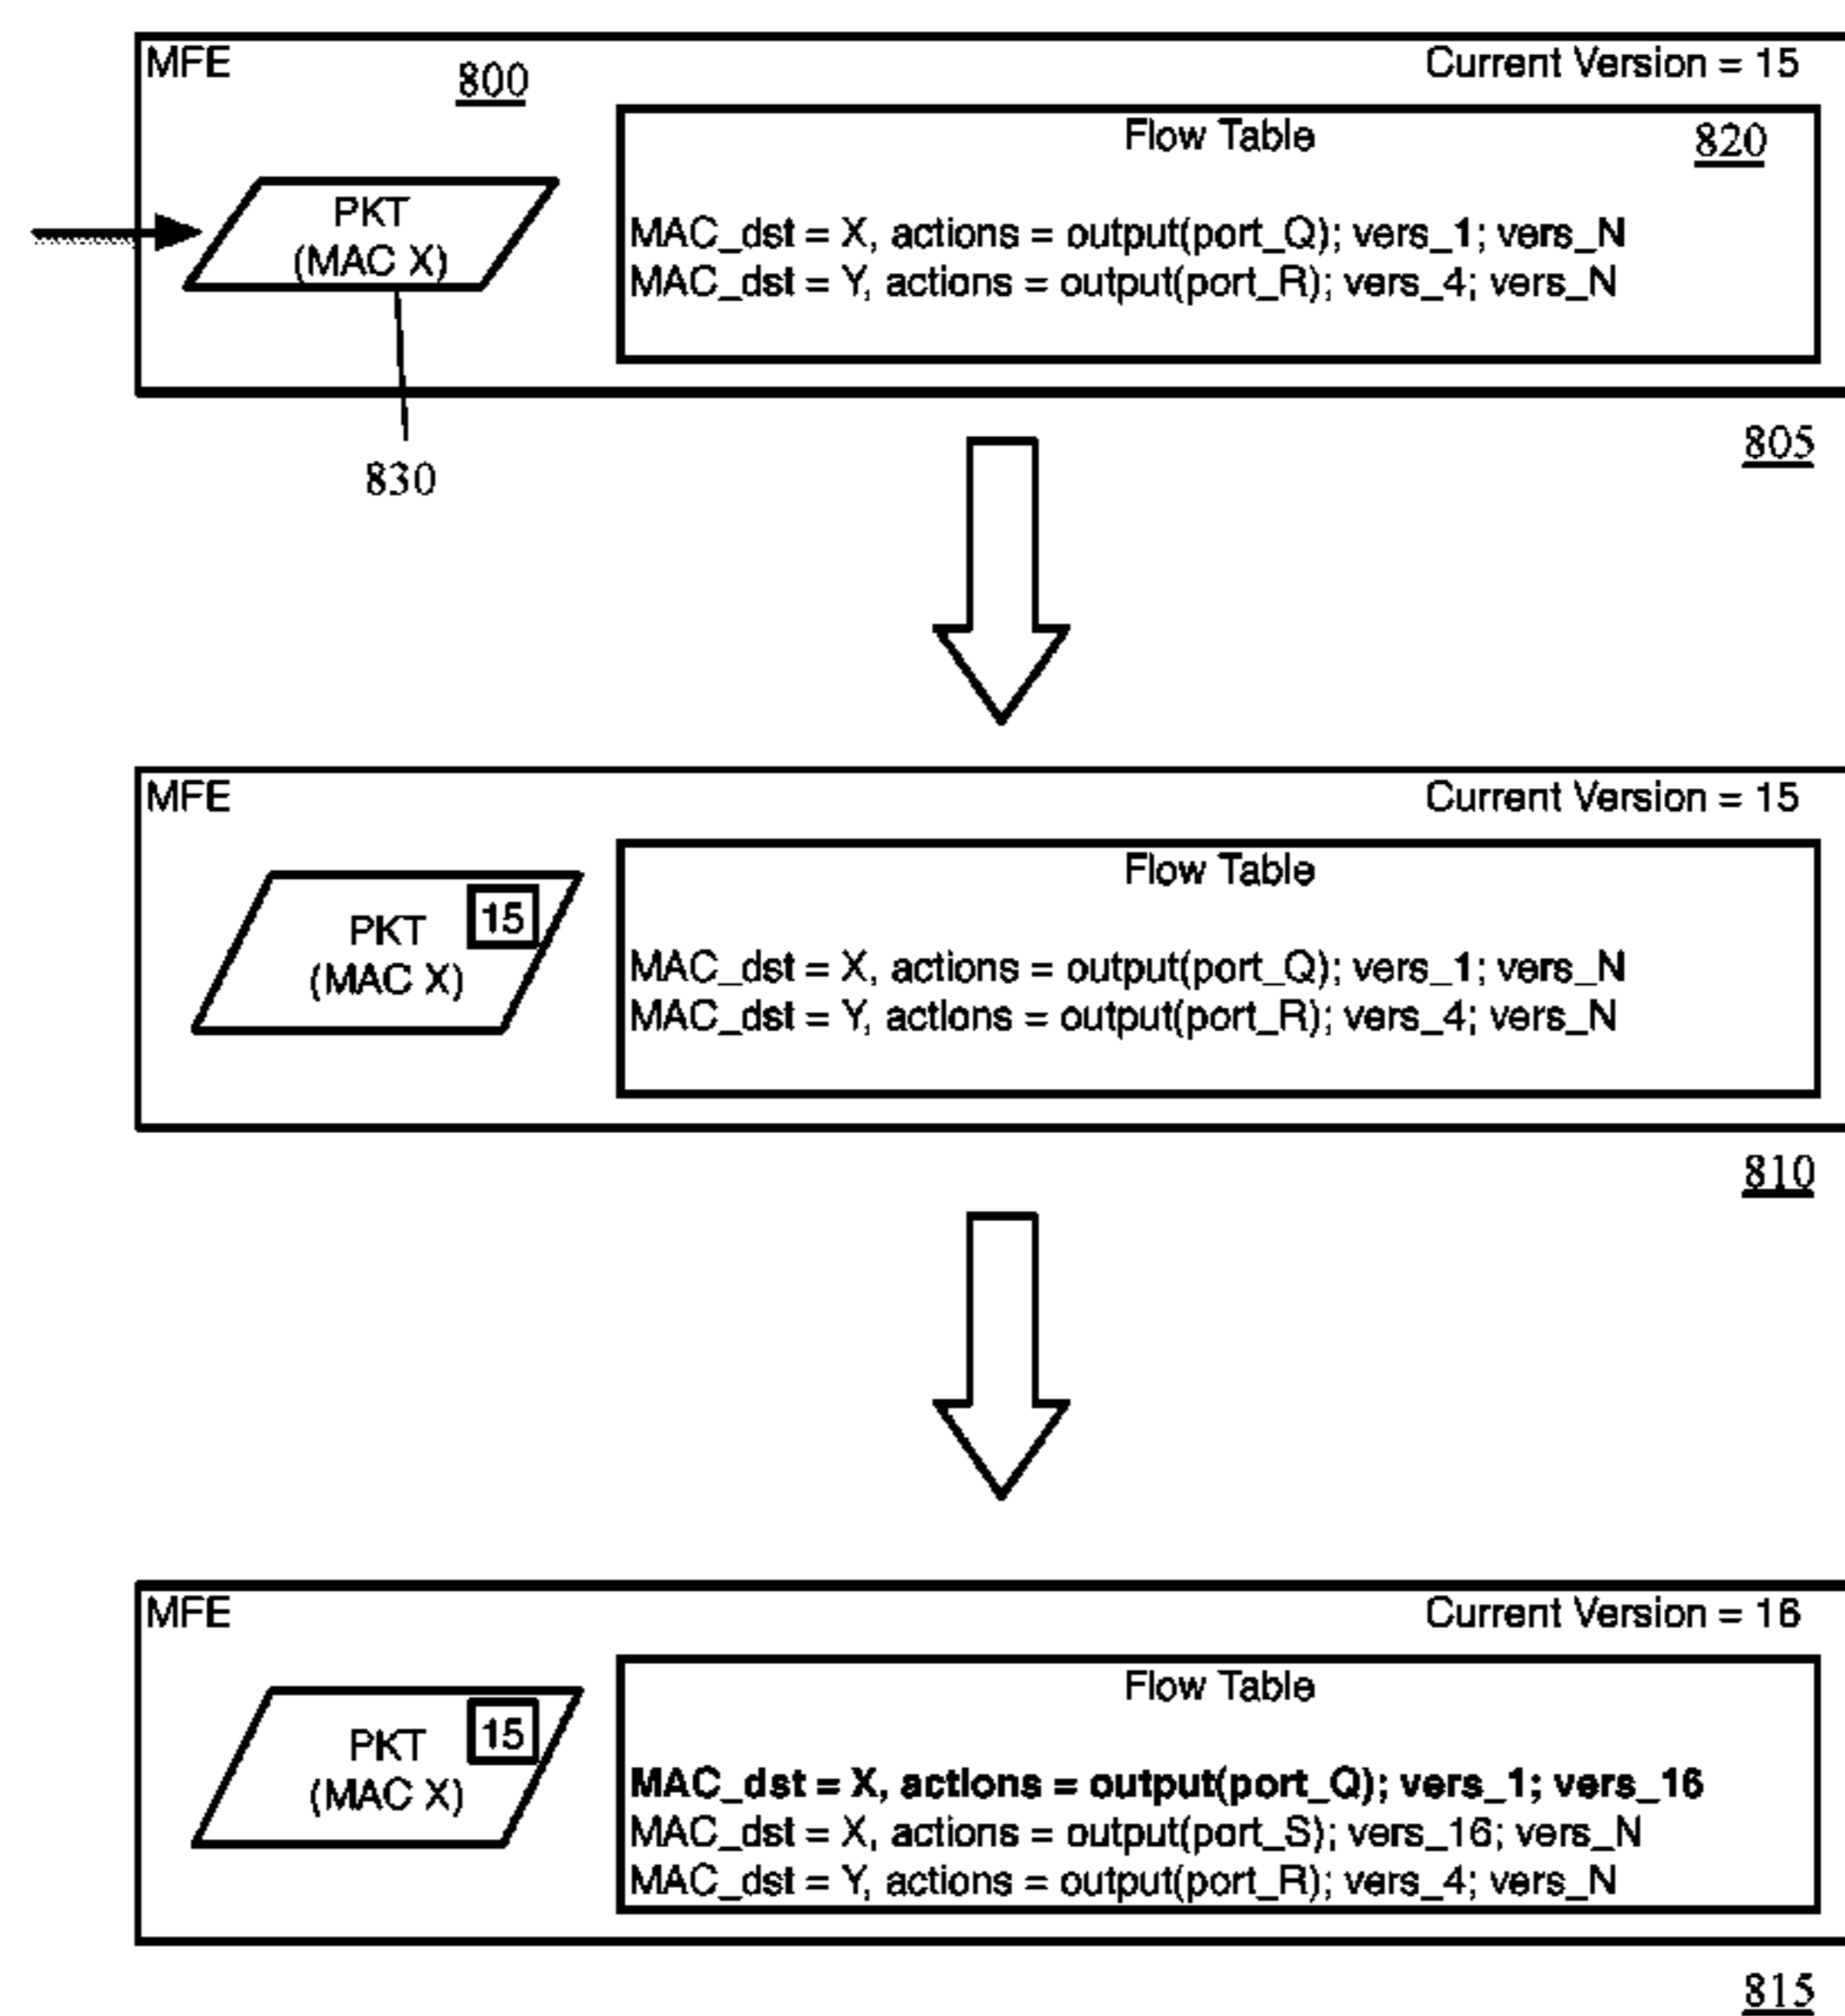 MFE
800
Current Version = 15
Flow Table
820
PKT
(MAC X)
MAC_dst = X, actions = output(port_Q); vers_1; vers_N
MAC_dst = Y, actions = output(port_R); vers_4; vers_N
830
805
MFE
Current Version = 15
Flow Table
PKT
15
(MAC X)
MAC_dst = X, actions = output(port_Q); vers_1; vers_N
MAC_dst = Y, actions = output(port_R); vers_4; vers_N
810
MFE
Current Version = 16
Flow Table
PKT
15
(MAC X)
MAC_dst = X, actions = output(port_Q); vers_1; vers_16
MAC_dst = X, actions = output(port_S); vers_16; vers_N
MAC_dst = Y, actions = output(port_R); vers_4; vers_N
815